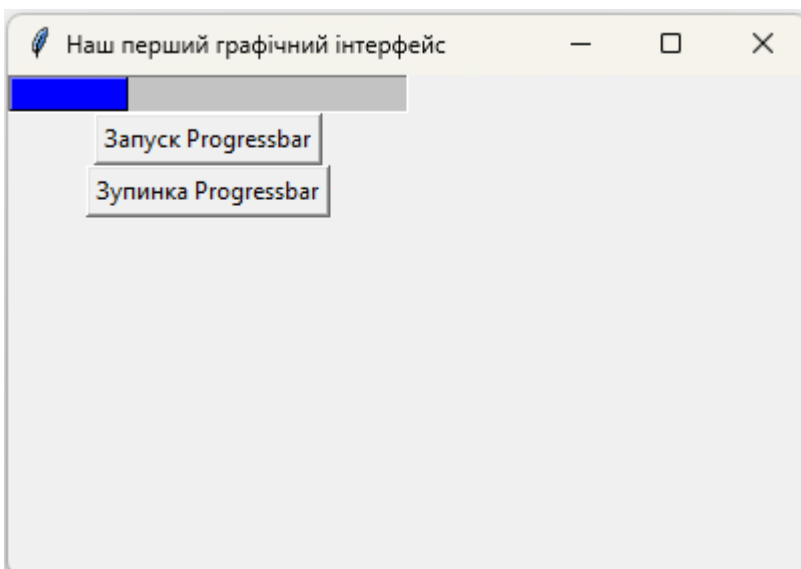 Наш перший графічний інтерфейс
Запуск Progressbar
Зупинка Progressbar